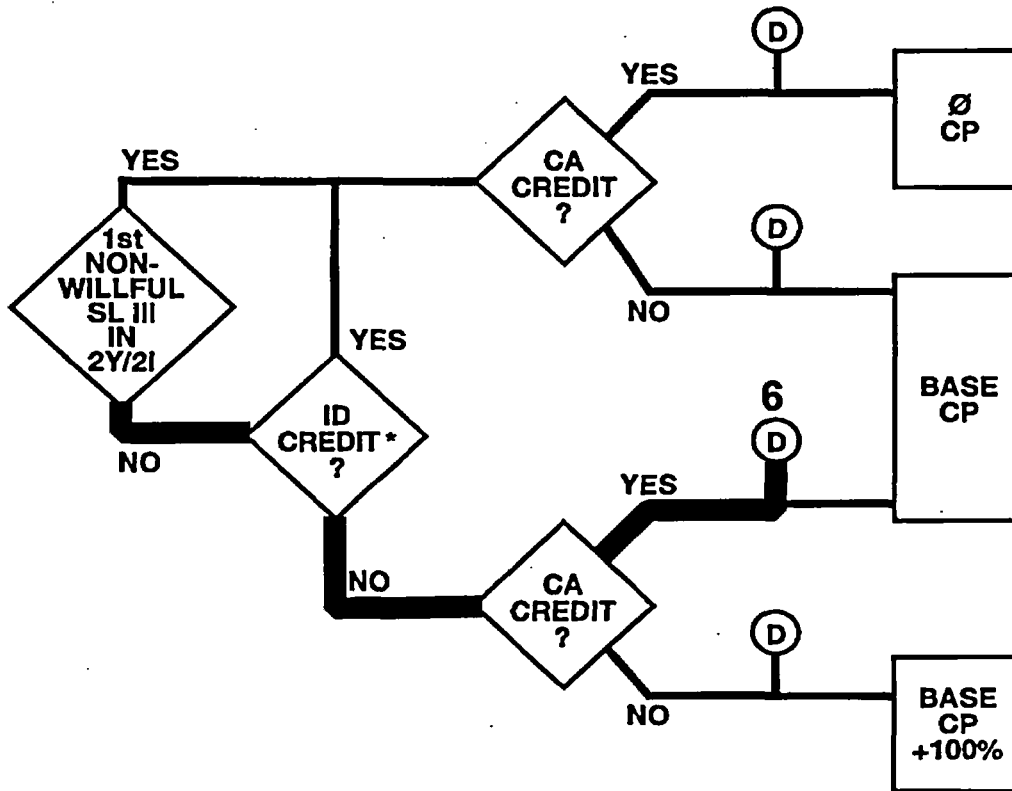 D
YES
Ø
CP
YES
CA
CREDIT
?
1st
NON-
WILLFUL
SL III
IN
2Y/2I
D
NO
YES
BASE
CP
6
D
ID
CREDIT *
?
NO
YES
NO
CA
CREDIT
?
D
NO
BASE
CP
+100%